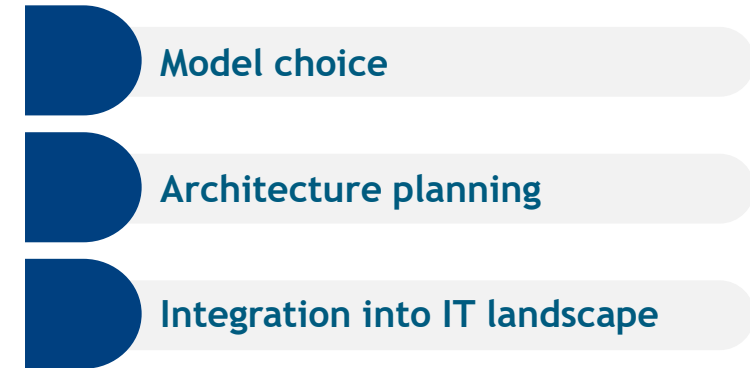 Model choice
Architecture planning
Integration into IT landscape